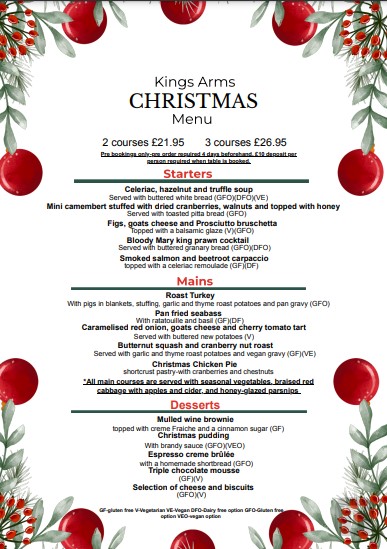 Kings Arms
CHRISTMAS
Menu
2 courses £21.95 3 courses £26.95
Pre bookings only-pre order required 4 days beforehand. £10 deposit per
person required when table is booked.
Starters
Celeriac, hazelnut and truffle soup
Served with buttered white bread (GFO)(DFO)(VE)
Mini camembert stuffed with dried cranberries, walnuts and topped with honey
Served with toasted pitta bread (GFO)
Figs, goats cheese and Prosciutto bruschetta
Topped with a balsamic glaze (V)(GFO)
Bloody Mary king prawn cocktail
Served with buttered granary bread (GFO)(DFO)
Smoked salmon and beetroot carpaccio
topped with a celeriac remoulade (GF)(DF)
Mains
Roast Turkey
With pigs in blankets, stuffing, garlic and thyme roast potatoes and pan gravy (GFO)
Pan fried seabass
With ratatouille and basil (GF)(DF)
Caramelised red onion, goats cheese and cherry tomato tart
Served with buttered new potatoes (V)
Butternut squash and cranberry nut roast
Served with garlic and thyme roast potatoes and vegan gravy (GF)(VE)
Christmas Chicken Pie
shortcrust pastry-with cranberries and chestnuts
*All main courses are served with seasonal vegetables, braised red
cabbage with apples and cider, and honey-glazed parsnips.
Desserts
Mulled wine brownie
topped with creme Fraiche and a cinnamon sugar (GF)
Christmas pudding
With brandy sauce (GFO)(VEO)
Espresso creme brûlée
with a homemade shortbread (GFO)
Triple chocolate mousse
(GF)(V)
Selection of cheese and biscuits
(GFO)(V)
GF-gluten free V-Vegetarian VE-Vegan DFO-Dairy free option GFO-Gluten free
option VEO-vegan option